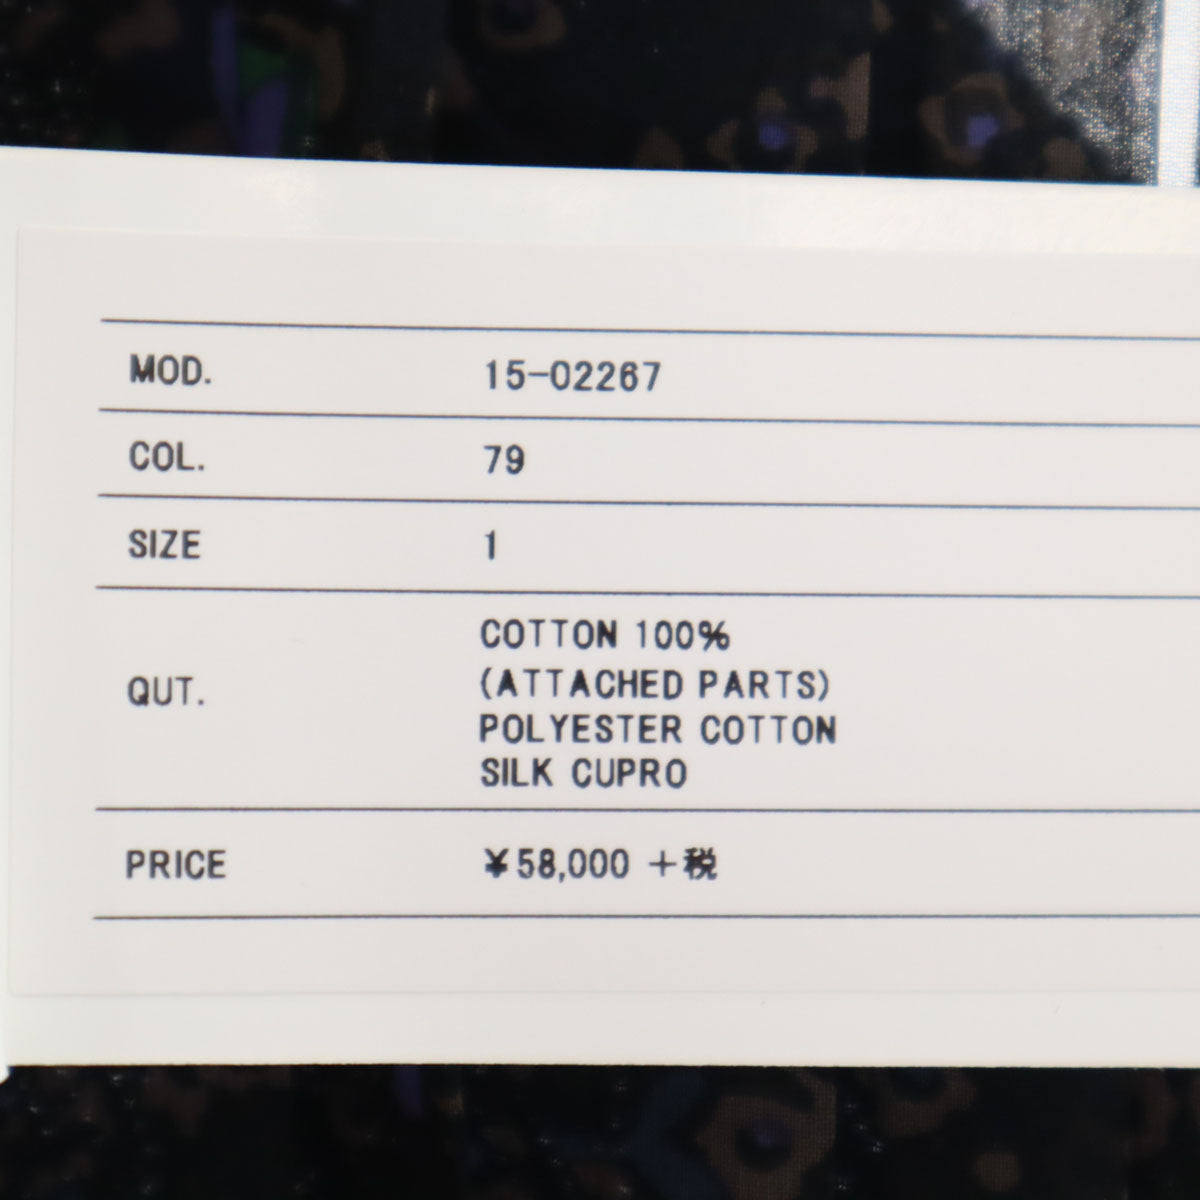 MOD. 15-02267
COL. 79
SIZE 1
QUT. COTTON 100%
(ATTACHED PARTS)
POLYESTER COTTON
SILK CUPRO
PRICE ¥58,000 +税